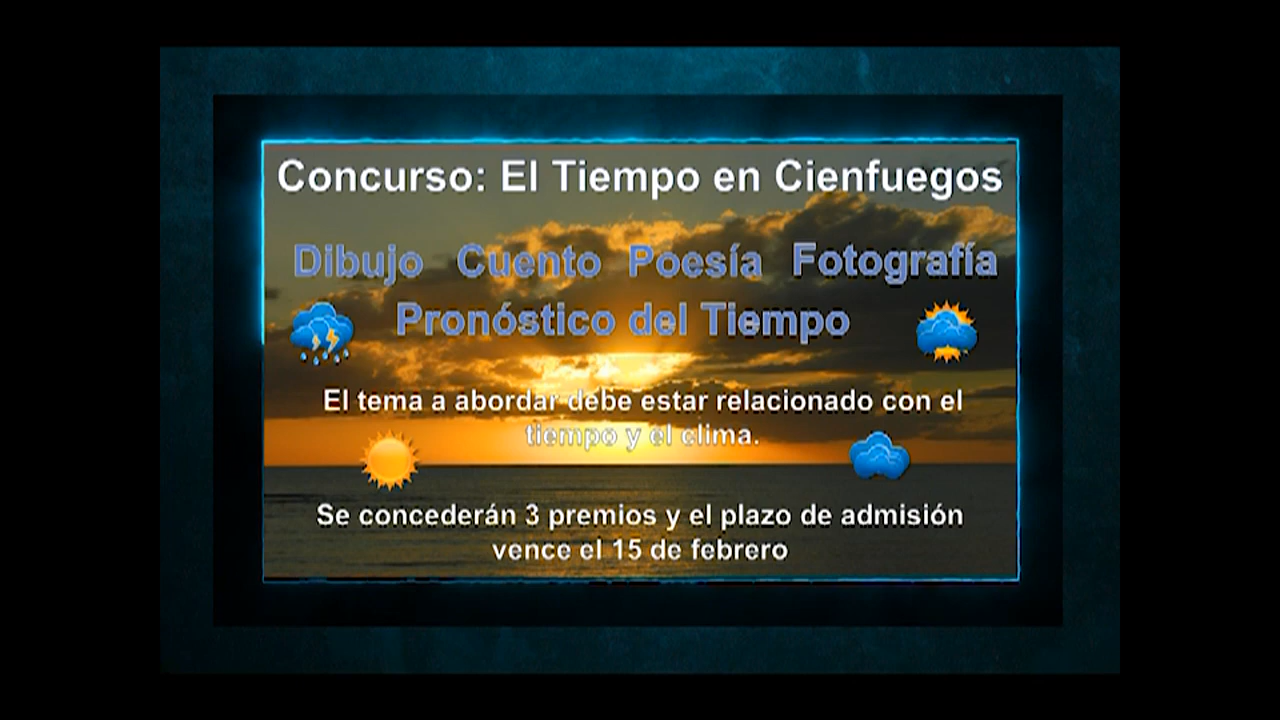 Concurso: El Tiempo en Cienfuegos
Dibujo Cuento Poesía Fotografía
Pronóstico del Tiempo
El tema a abordar debe estar relacionado con el
tiempo y el clima.
Se concederán 3 premios y el plazo de admisión
vence el 15 de febrero